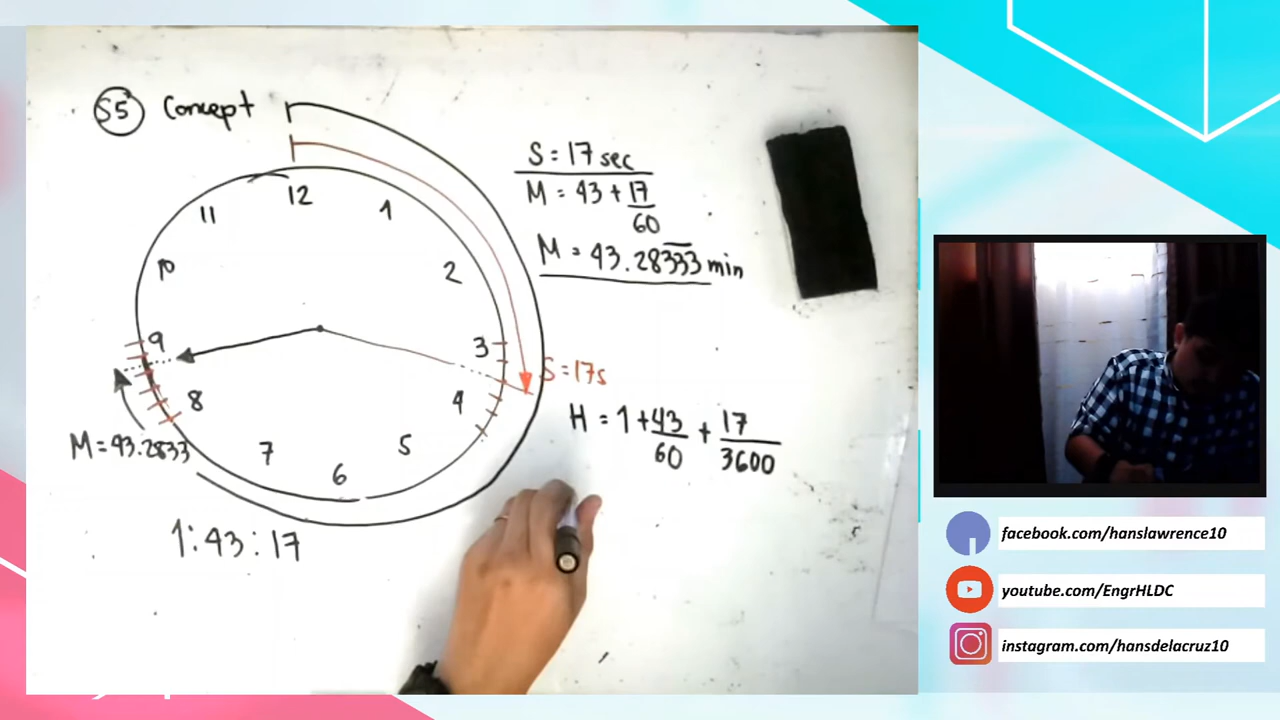 S5 Concept
12
1
2
3
4
5
6
7
8
9
10
11
S = 17 sec
M = 43 + 17/60
M = 43.28333 min
S = 17s
H = 1 + 43/60 + 17/3600
M = 43.2833
1:43:17
facebook.com/hanslawrence10
youtube.com/EngrHLDC
instagram.com/hansdelacruz10